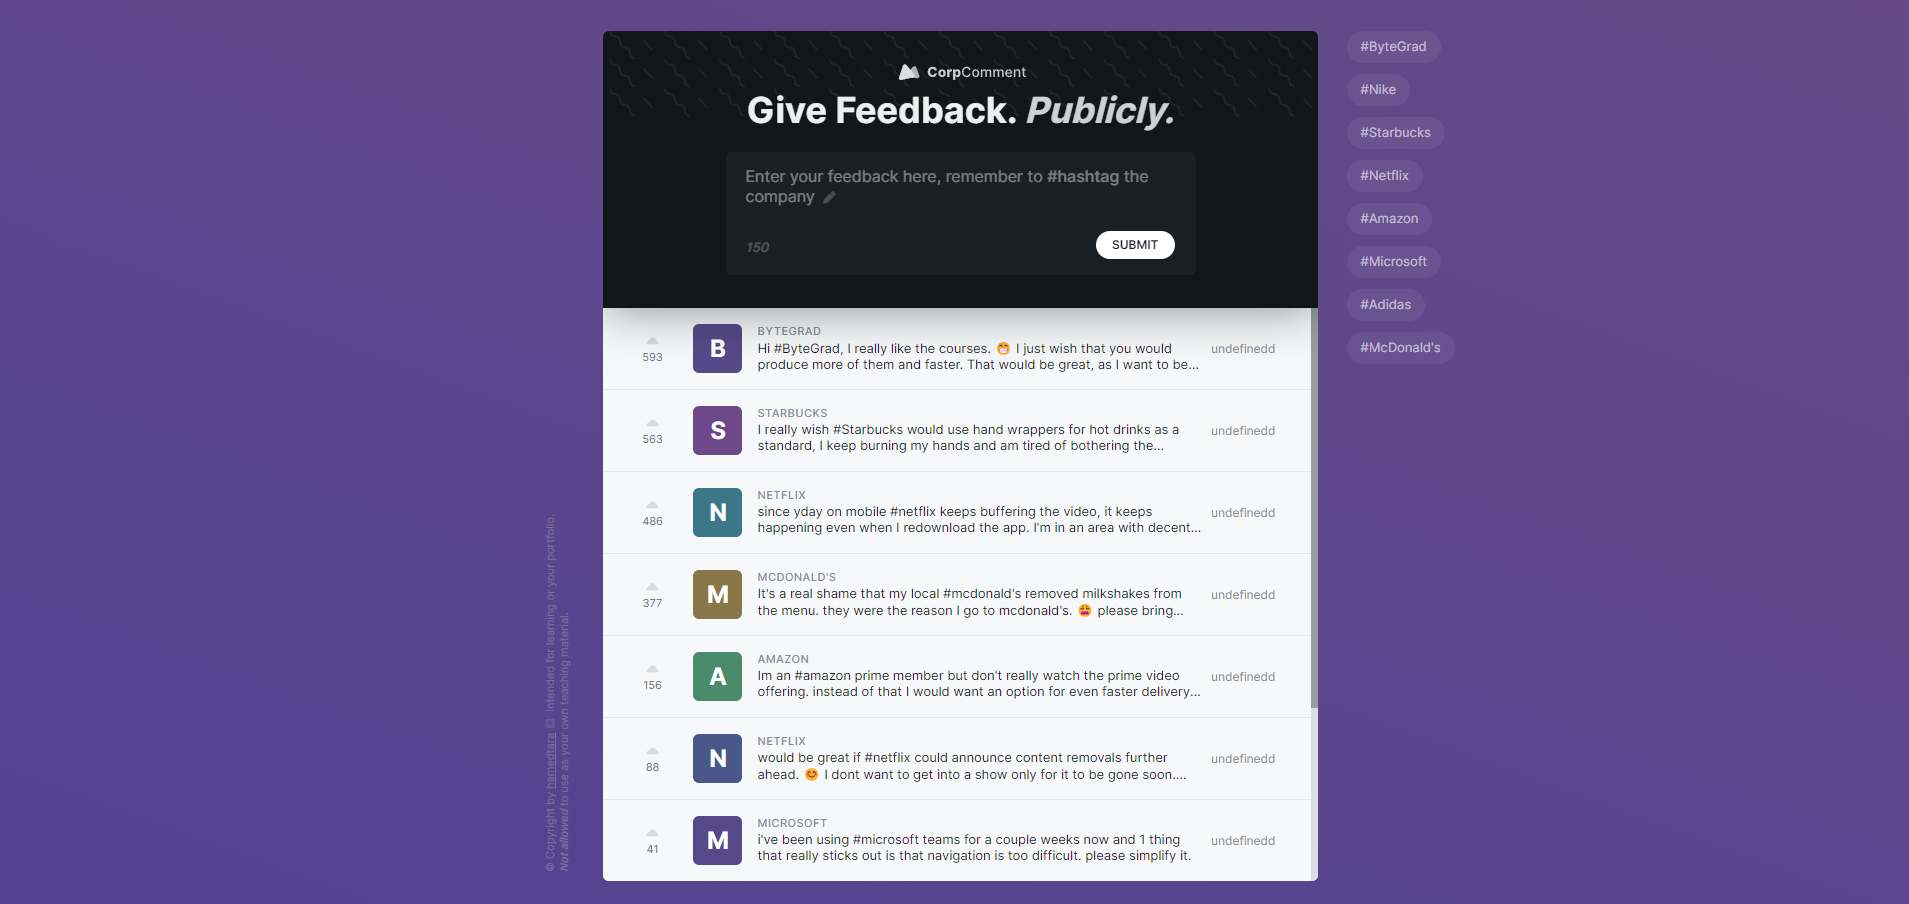 CorpComment
Give Feedback. Publicly.
Enter your feedback here, remember to #hashtag the
company
150
SUBMIT
593
B
BYTEGRAD
Hi #ByteGrad, I really like the courses. 😁 I just wish that you would
produce more of them and faster. That would be great, as I want to be...
undefinedd
563
S
STARBUCKS
I really wish #Starbucks would use hand wrappers for hot drinks as a
standard, I keep burning my hands and am tired of bothering the...
undefinedd
486
N
NETFLIX
since yday on mobile #netflix keeps buffering the video, it keeps
happening even when I redownload the app. I'm in an area with decent...
undefinedd
377
M
MCDONALD'S
It's a real shame that my local #mcdonald's removed milkshakes from
the menu. they were the reason I go to mcdonald's. 😩 please bring...
undefinedd
156
A
AMAZON
Im an #amazon prime member but don't really watch the prime video
offering. instead of that I would want an option for even faster delivery...
undefinedd
88
N
NETFLIX
would be great if #netflix could announce content removals further
ahead. 😊 I dont want to get into a show only for it to be gone soon....
undefinedd
41
M
MICROSOFT
i've been using #microsoft teams for a couple weeks now and 1 thing
that really sticks out is that navigation is too difficult. please simplify it.
undefinedd
#ByteGrad
#Nike
#Starbucks
#Netflix
#Amazon
#Microsoft
#Adidas
#McDonald's
© Copyright by hamedtara Intended for learning or your portfolio.
Not allowed to use as your own teaching material.